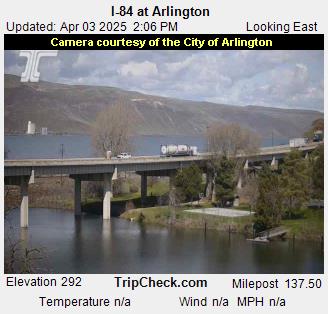 I-84 at Arlington
Updated: Apr 03 2025 2:06 PM Looking East
Camera courtesy of the City of Arlington
Elevation 292 TripCheck.com Milepost 137.50
Temperature n/a Wind n/a MPH n/a